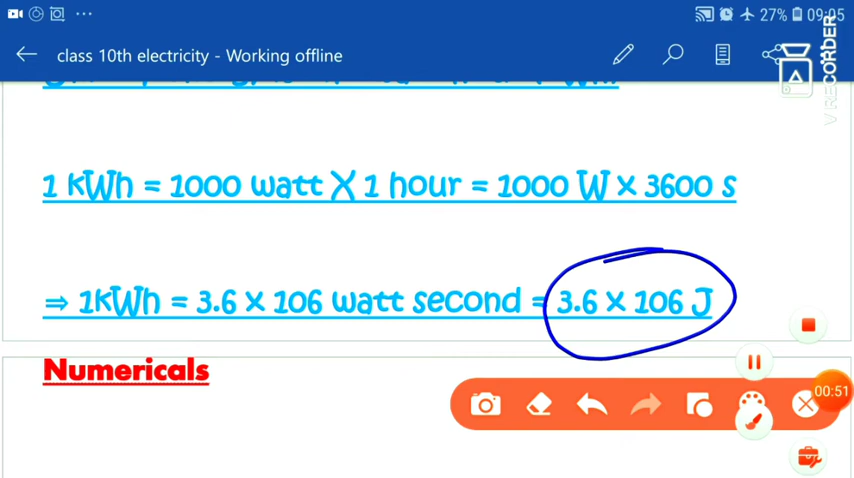 27% 09:05
class 10th electricity - Working offline
V RECORDER
1 kWh = 1000 watt X 1 hour = 1000 W x 3600 s
⇒ 1kWh = 3.6 x 106 watt second = 3.6 x 106 J
Numericals
00:51